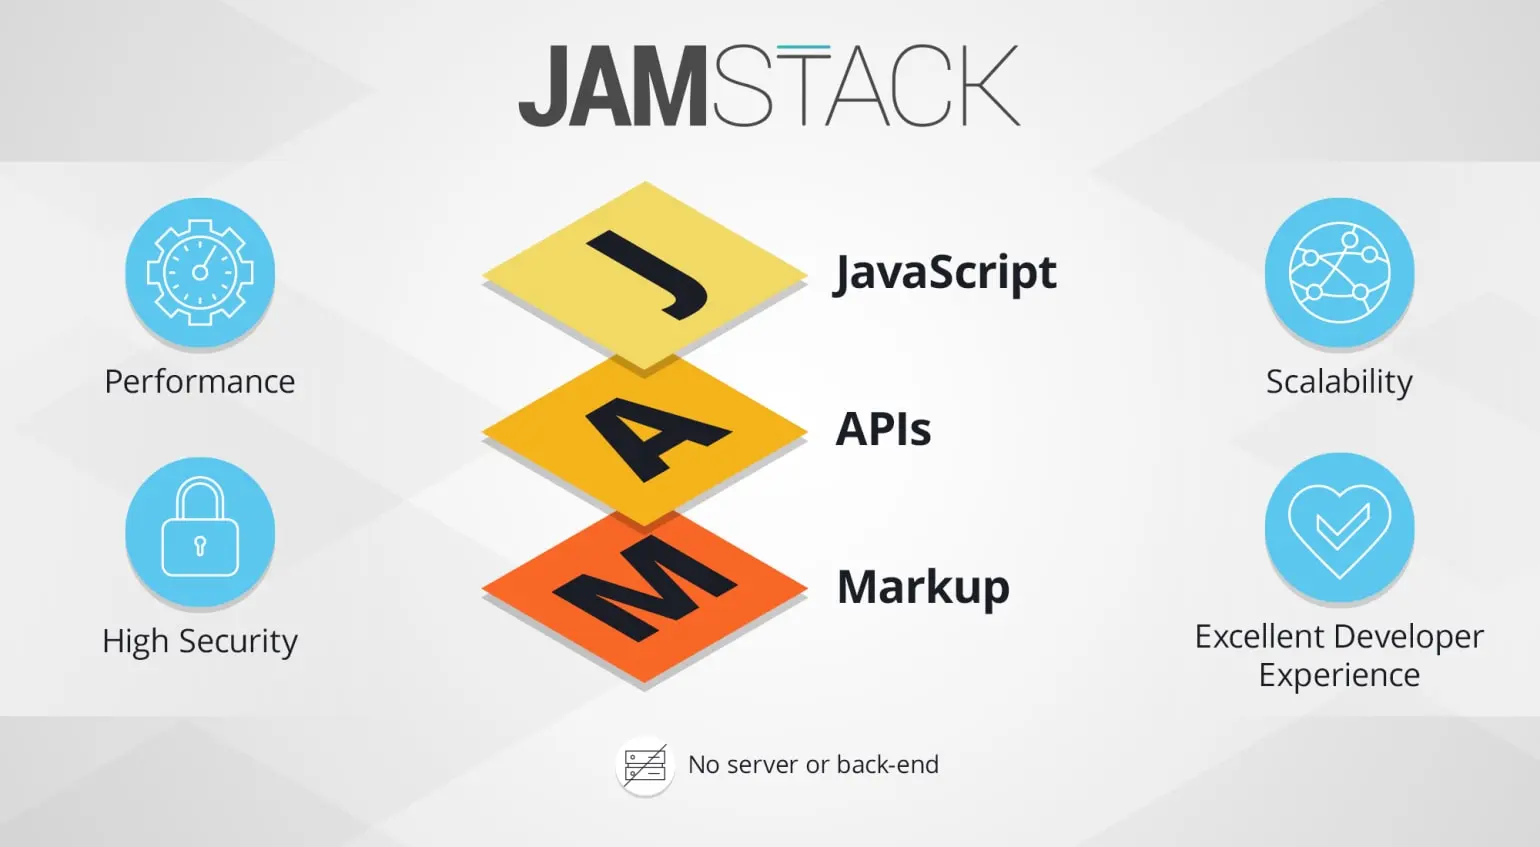 JAMSTACK
J
JavaScript
A
APIs
M
Markup
Performance
High Security
Scalability
Excellent Developer
Experience
No server or back-end